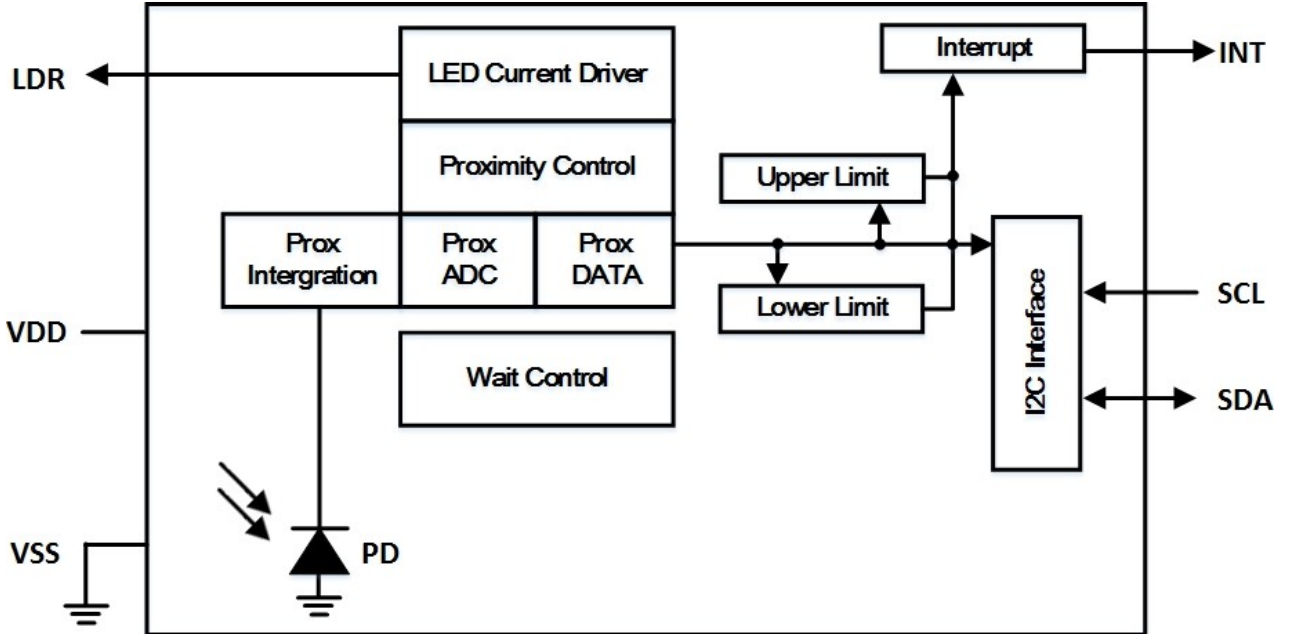 LED Current Driver
Interrupt
INT
LDR
Proximity Control
Upper Limit
Prox
Intergration
Prox
ADC
Prox
DATA
Lower Limit
I2C Interface
SCL
VDD
Wait Control
SDA
VSS
PD